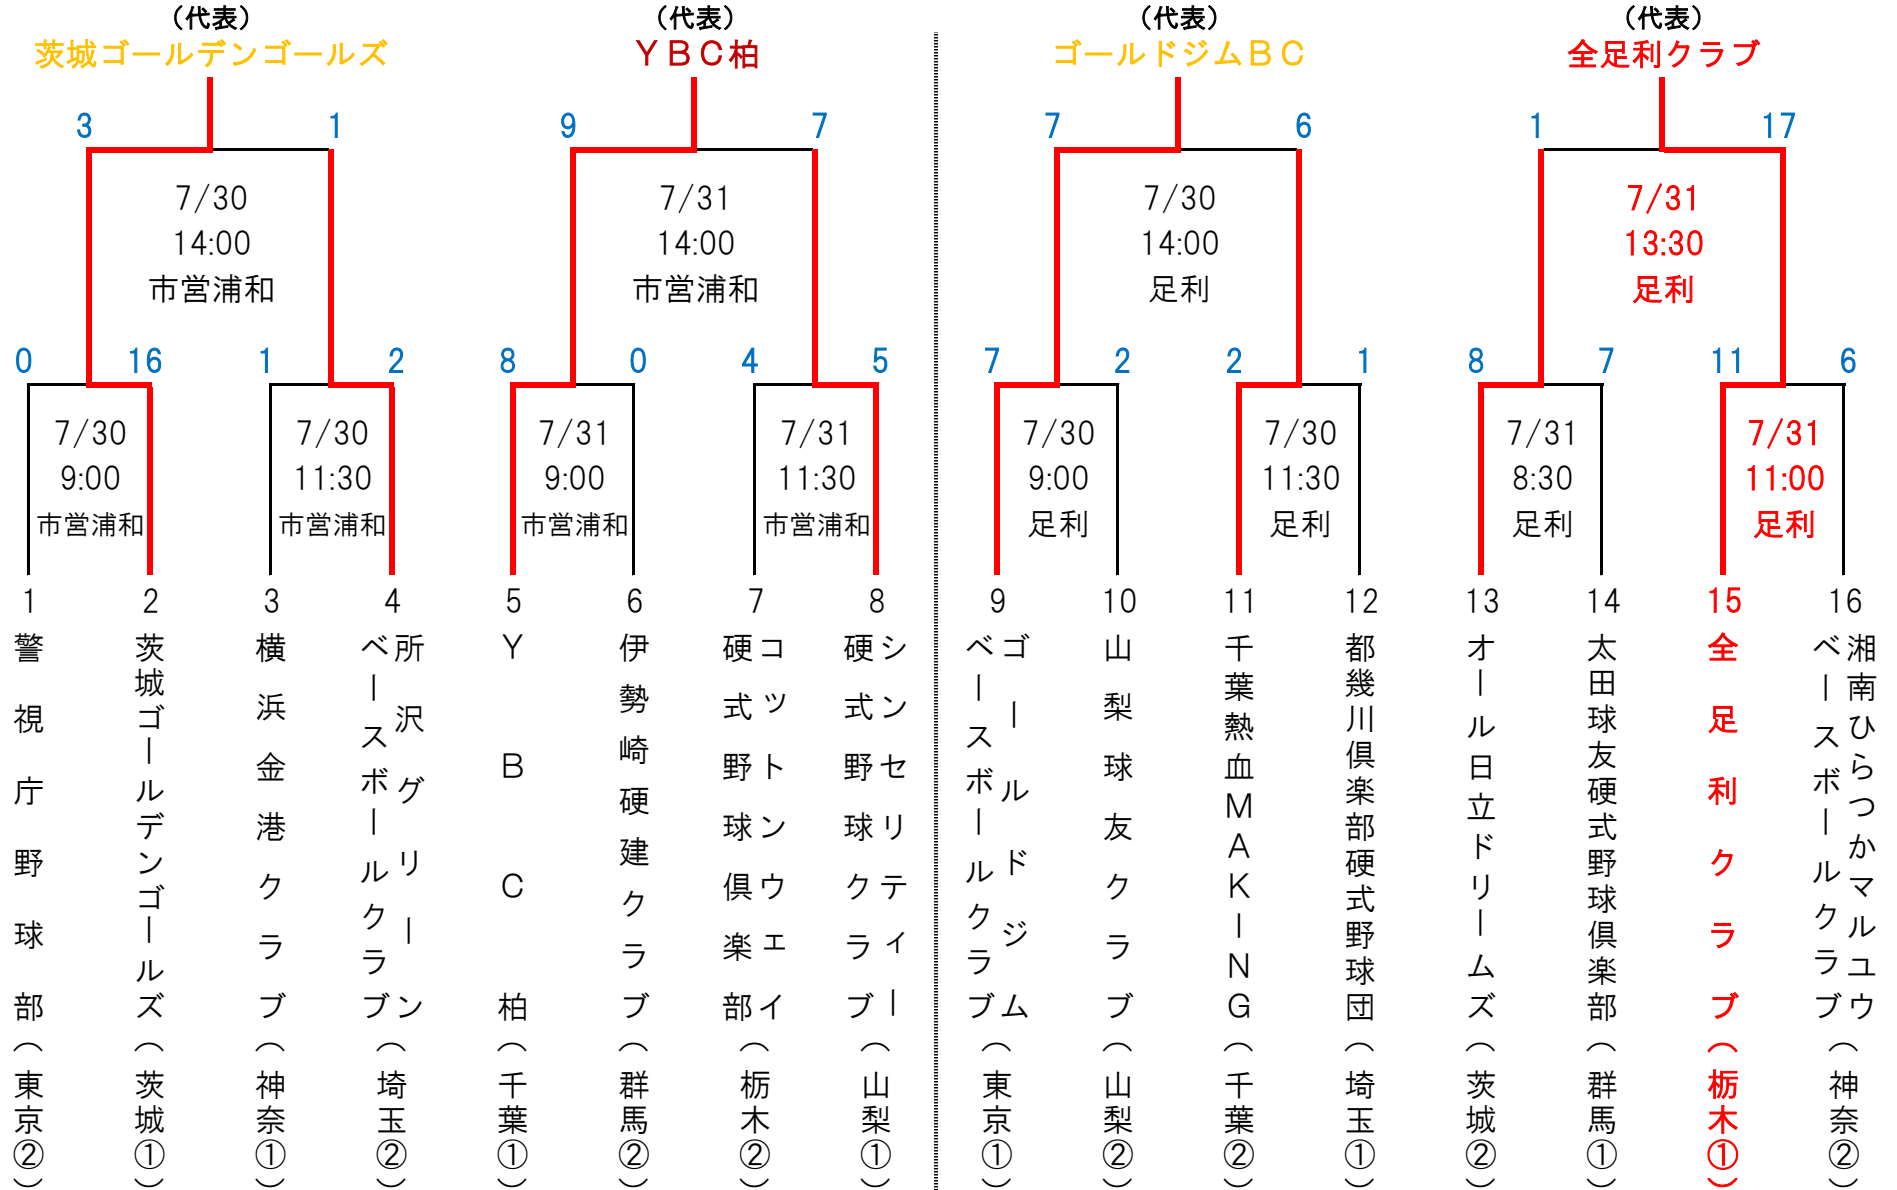 （代表）
茨城ゴールデンゴールズ
（代表）
ＹＢＣ柏
（代表）
ゴールドジムＢＣ
（代表）
全足利クラブ
3
1
9
7
7
6
1
17
7/30
14:00
市営浦和
7/31
14:00
市営浦和
7/30
14:00
足利
7/31
13:30
足利
0
16
1
2
8
0
4
5
7
2
2
1
8
7
11
6
7/30
9:00
市営浦和
7/30
11:30
市営浦和
7/31
9:00
市営浦和
7/31
11:30
市営浦和
7/30
9:00
足利
7/30
11:30
足利
7/31
8:30
足利
7/31
11:00
足利
1
警視庁野球部（東京②）
2
茨城ゴールデンゴールズ（茨城①）
3
横浜金港クラブ（神奈①）
4
所沢グリーン
ベースボールクラブ
（埼玉②）
5
ＹＢＣ柏（千葉①）
6
伊勢崎硬建クラブ（群馬②）
7
コットンウェイ
硬式野球倶楽部
（栃木②）
8
シンセリティー
硬式野球クラブ
（山梨①）
9
ゴールドジム
ベースボールクラブ
（東京①）
10
山梨球友クラブ（山梨②）
11
千葉熱血ＭＡＫＩＮＧ（千葉②）
12
都幾川倶楽部硬式野球団（埼玉①）
13
オール日立ドリームズ（茨城②）
14
太田球友硬式野球倶楽部（群馬①）
15
全足利クラブ（栃木①）
16
湘南ひらつかマルユウ
ベースボールクラブ
（神奈②）